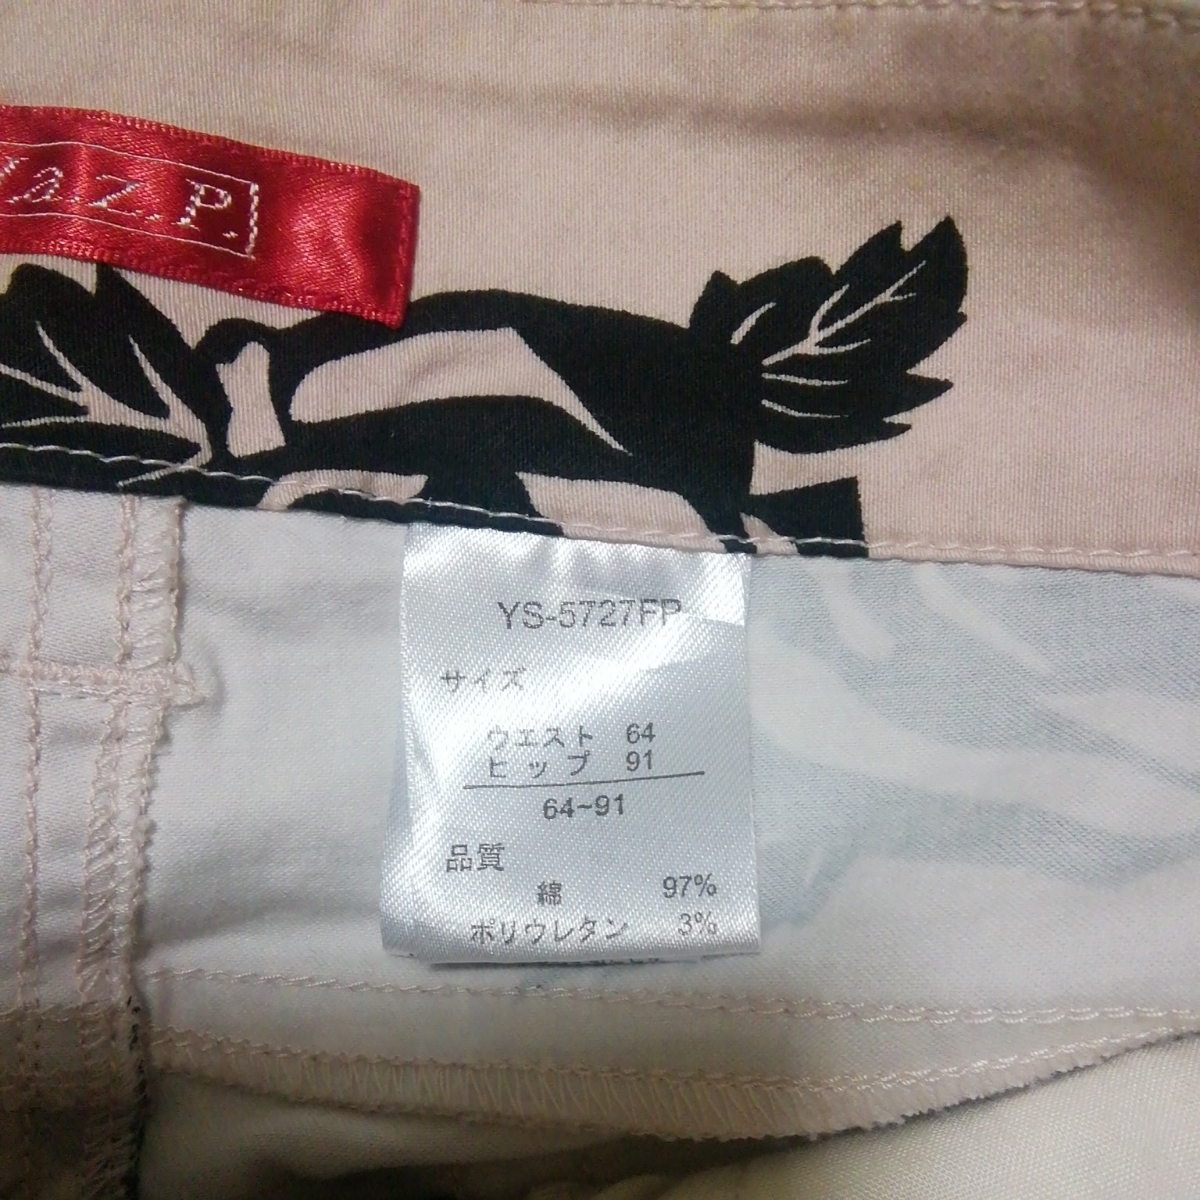 .a.z.P.
YS-5727FP
サイズ
ウエスト 64
ヒップ 91
64~91
品質
綿 97%
ポリウレタン 3%